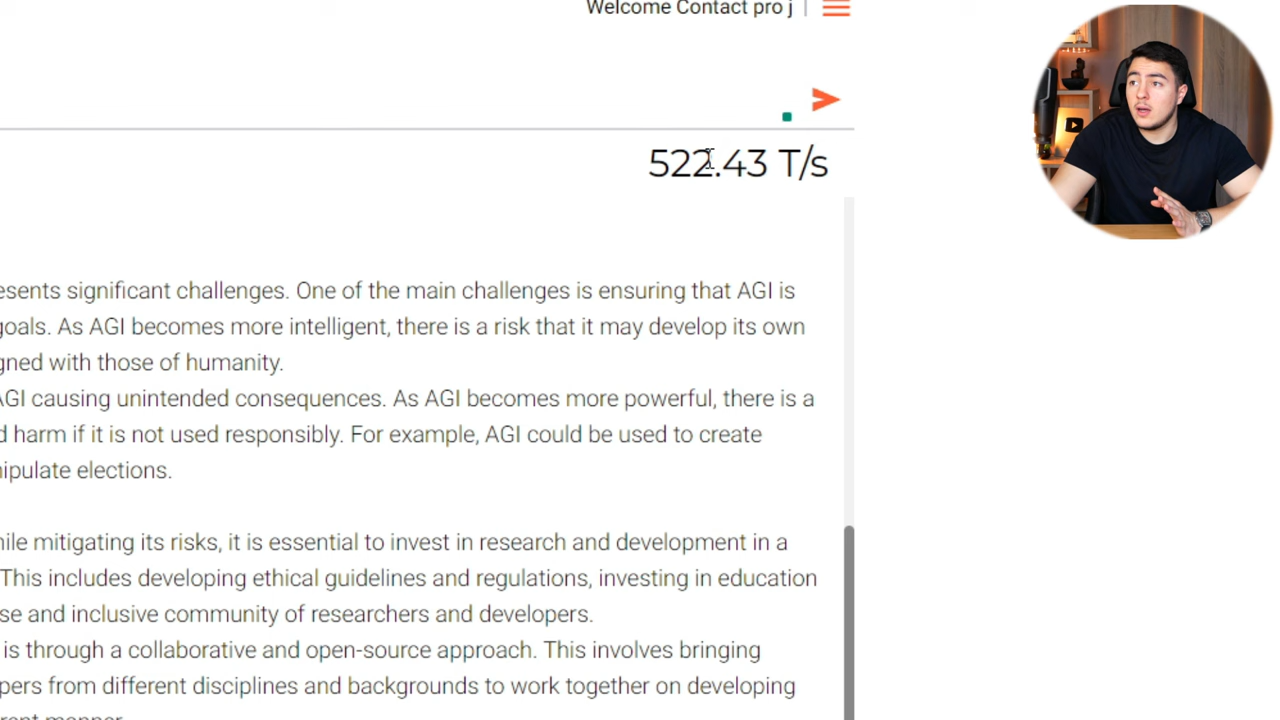 Welcome Contact pro j |
522.43 T/s
esents significant challenges. One of the main challenges is ensuring that AGI is
goals. As AGI becomes more intelligent, there is a risk that it may develop its own
gned with those of humanity.
AGI causing unintended consequences. As AGI becomes more powerful, there is a
d harm if it is not used responsibly. For example, AGI could be used to create
nipulate elections.
hile mitigating its risks, it is essential to invest in research and development in a
This includes developing ethical guidelines and regulations, investing in education
se and inclusive community of researchers and developers.
is through a collaborative and open-source approach. This involves bringing
pers from different disciplines and backgrounds to work together on developing
rent manner.